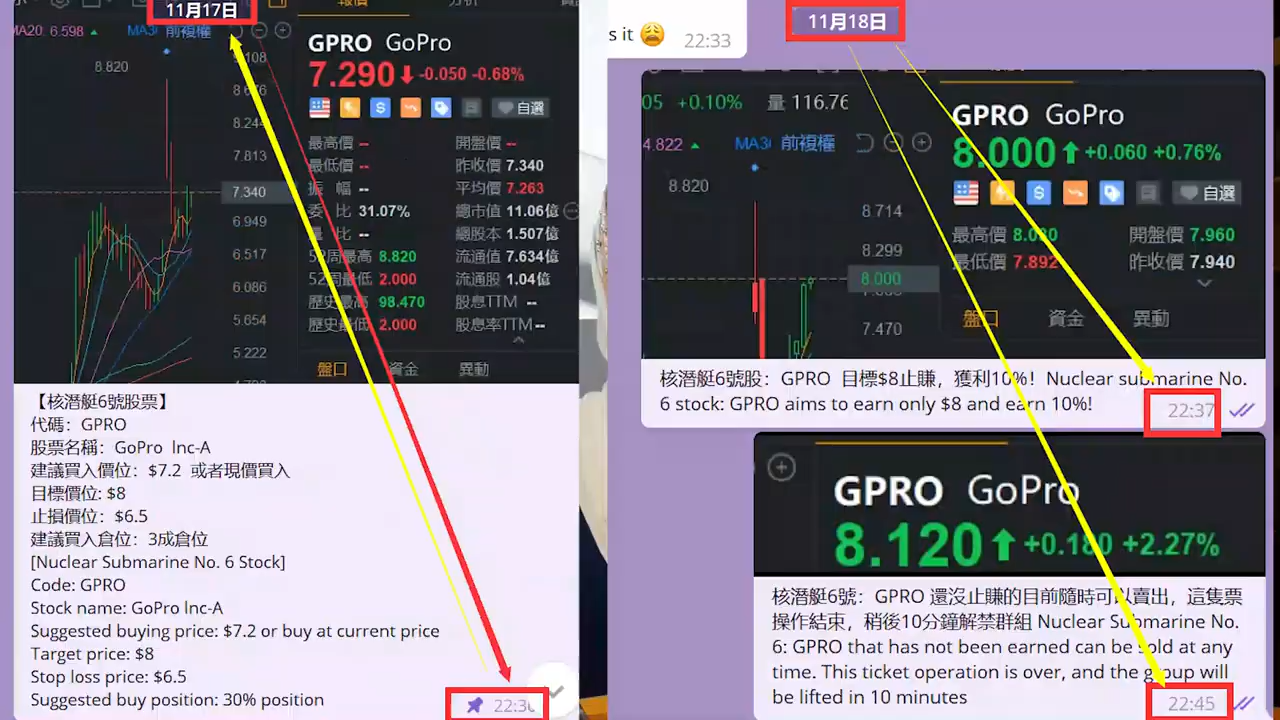 11月17日
MA20: 6.598
MA3
前複權
8.820
9.108
8.676
8.244
7.813
7.340
6.949
6.517
6.086
5.654
5.222
GPRO GoPro
7.290 -0.050 -0.68%
自選
最高價 -- 開盤價 --
最低價 -- 昨收價 7.340
振 幅 -- 平均價 7.263
委 比 31.07% 總市值 11.06億
量 比 -- 總股本 1.507億
52周最高 8.820 流通值 7.634億
52周最低 2.000 流通股 1.04億
歷史最高 98.470 股息TTM --
歷史最低 2.000 股息率TTM --
盤口 資金 異動
【核潛艇6號股票】
代碼：GPRO
股票名稱：GoPro lnc-A
建議買入價位：$7.2 或者現價買入
目標價位: $8
止損價位：$6.5
建議買入倉位：3成倉位
[Nuclear Submarine No. 6 Stock]
Code: GPRO
Stock name: GoPro lnc-A
Suggested buying price: $7.2 or buy at current price
Target price: $8
Stop loss price: $6.5
Suggested buy position: 30% position
s it 😩 22:33
11月18日
05 +0.10% 量 116.76
4.822
MA3
前複權
8.820
8.714
8.299
8.000
7.470
GPRO GoPro
8.000 +0.060 +0.76%
自選
最高價 8.080 開盤價 7.960
最低價 7.892 昨收價 7.940
盤口 資金 異動
核潛艇6號股：GPRO 目標$8止賺，獲利10%！Nuclear submarine No.
6 stock: GPRO aims to earn only $8 and earn 10%!
22:37
GPRO GoPro
8.120 +0.180 +2.27%
核潛艇6號：GPRO 還沒止賺的目前隨時可以賣出，這隻票
操作結束，稍後10分鐘解禁群組 Nuclear Submarine No.
6: GPRO that has not been earned can be sold at any
time. This ticket operation is over, and the group will
be lifted in 10 minutes
22:45